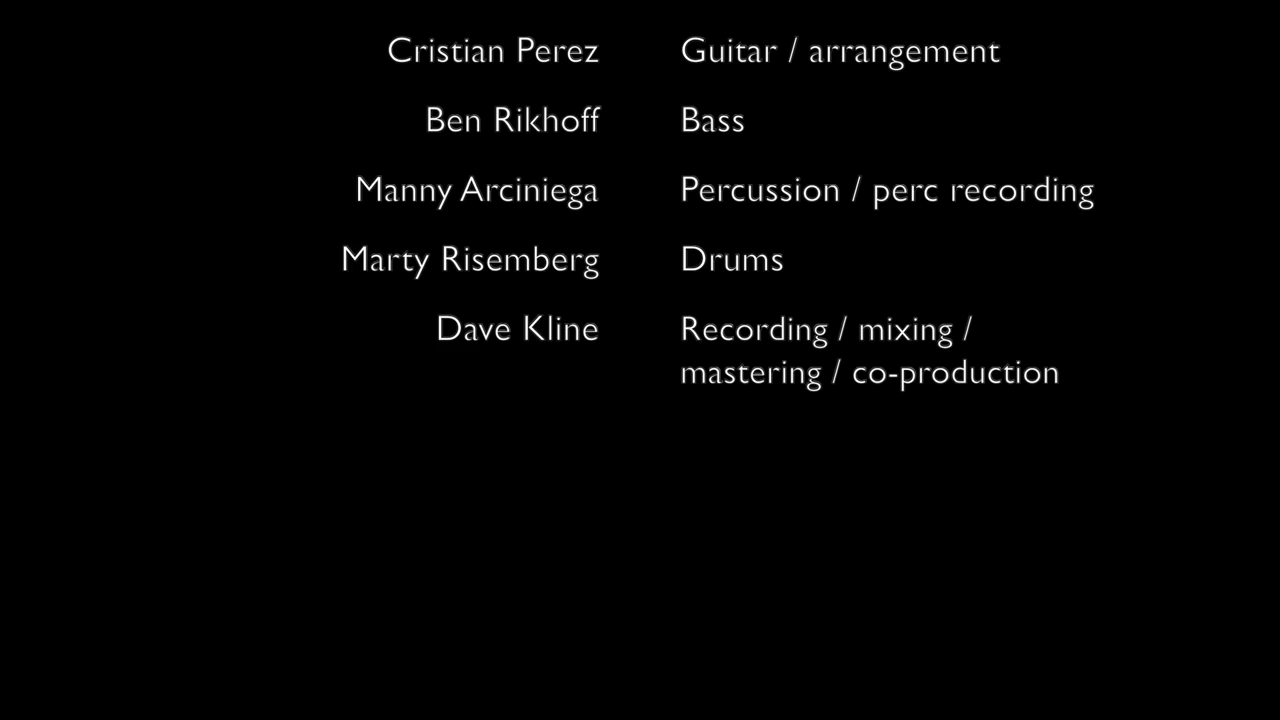 Cristian Perez Guitar / arrangement
Ben Rikhoff Bass
Manny Arciniega Percussion / perc recording
Marty Risemberg Drums
Dave Kline Recording / mixing /
mastering / co-production